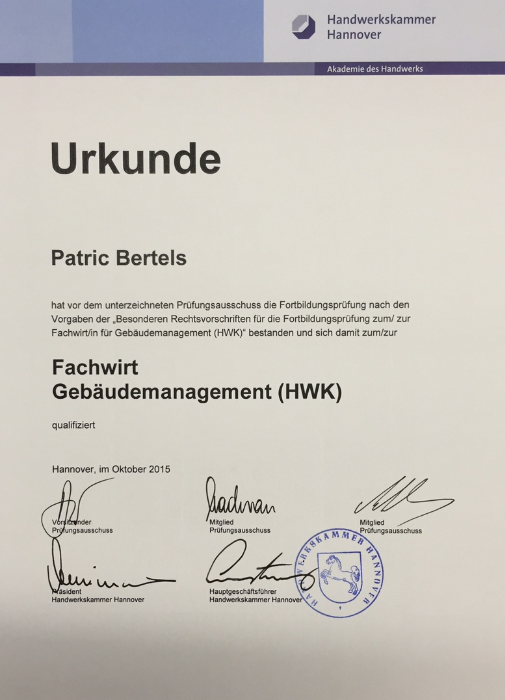 Handwerkskammer
Hannover
Akademie des Handwerks
Urkunde
Patric Bertels
hat vor dem unterzeichneten Prüfungsausschuss die Fortbildungsprüfung nach den
Vorgaben der „Besonderen Rechtsvorschriften für die Fortbildungsprüfung zum/ zur
Fachwirt/in für Gebäudemanagement (HWK)" bestanden und sich damit zum/zur
Fachwirt
Gebäudemanagement (HWK)
qualifiziert
Hannover, im Oktober 2015
Vorsitzender
Prüfungsausschuss
Mitglied
Prüfungsausschuss
Mitglied
Prüfungsausschuss
Präsident
Handwerkskammer Hannover
Hauptgeschäftsführer
Handwerkskammer Hannover
HANDWERKSKAMMER HANNOVER